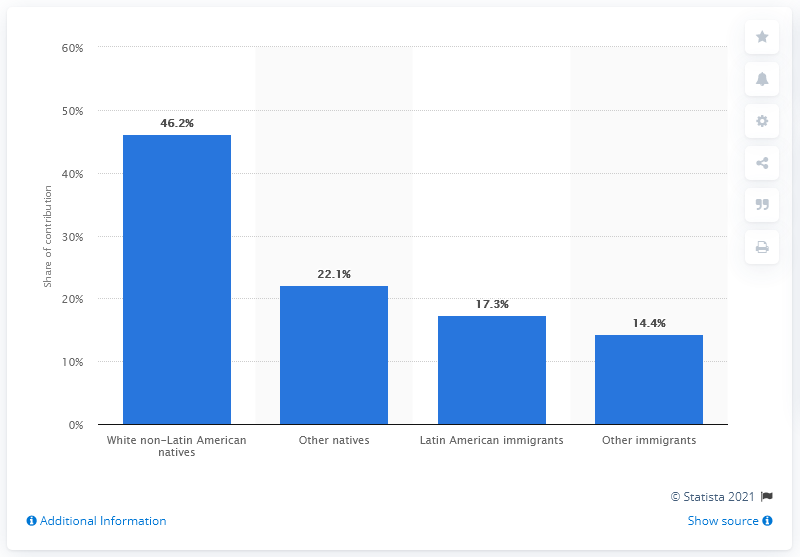 60%
50%
40%
30%
20%
10%
0%
Share of contribution
46.2%
22.1%
17.3%
14.4%
White non-Latin American
natives
Other natives
Latin American immigrants
Other immigrants
© Statista 2021
Additional Information
Show source